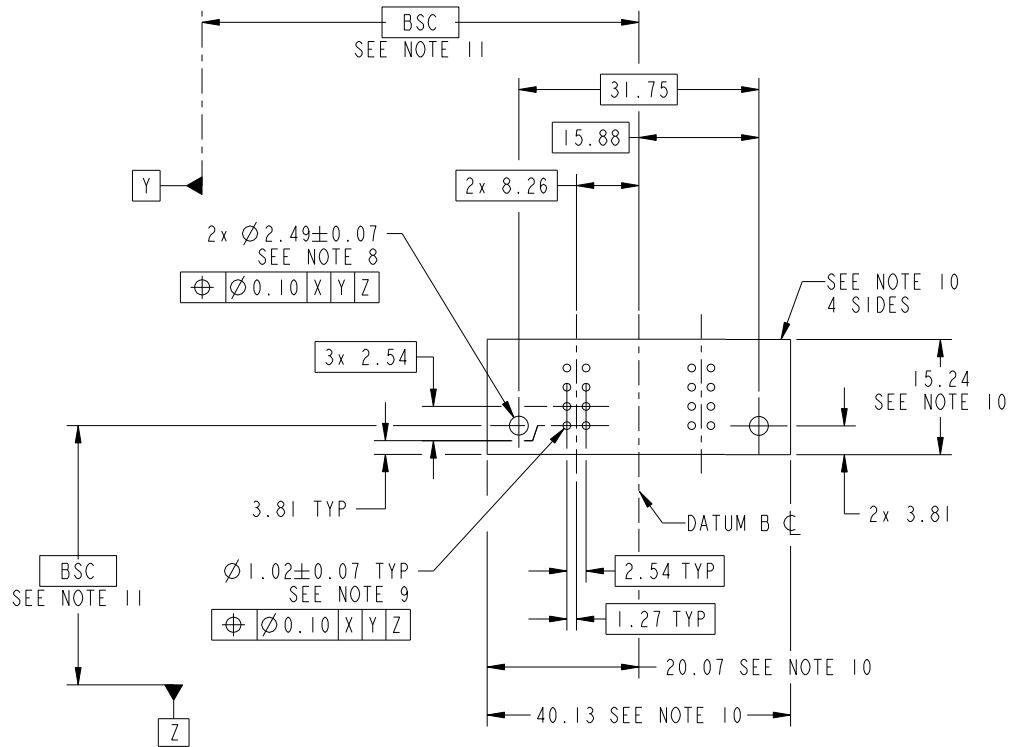 BSC
SEE NOTE 11
31.75
15.88
Y
2x 8.26
2x Ø2.49±0.07
SEE NOTE 8
⌖ Ø0.10 X Y Z
SEE NOTE 10
4 SIDES
3x 2.54
15.24
SEE NOTE 10
3.81 TYP
2x 3.81
DATUM B ℄
BSC
SEE NOTE 11
Ø1.02±0.07 TYP
SEE NOTE 9
⌖ Ø0.10 X Y Z
2.54 TYP
1.27 TYP
20.07 SEE NOTE 10
40.13 SEE NOTE 10
Z